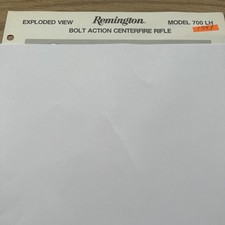 EXPLODED VIEW Remington. MODEL 700 LH
BOLT ACTION CENTERFIRE RIFLE